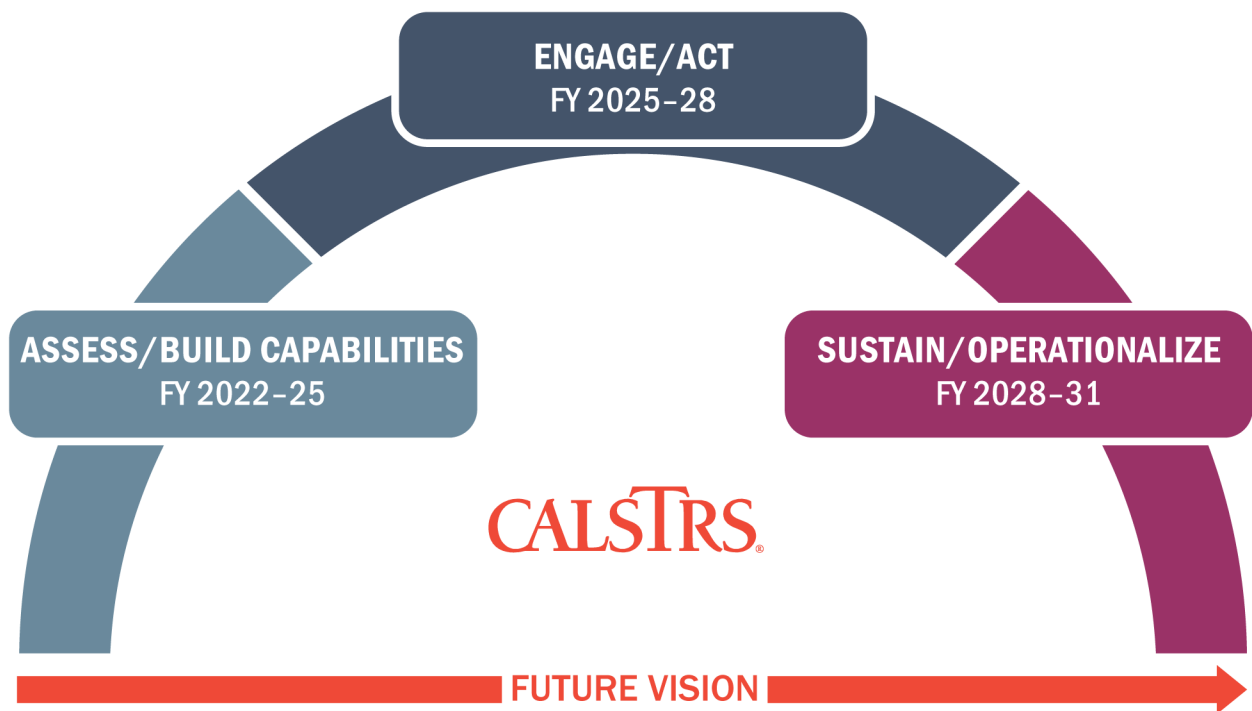 ENGAGE/ACT
FY 2025–28
ASSESS/BUILD CAPABILITIES
FY 2022–25
SUSTAIN/OPERATIONALIZE
FY 2028–31
CALSTRS®
FUTURE VISION